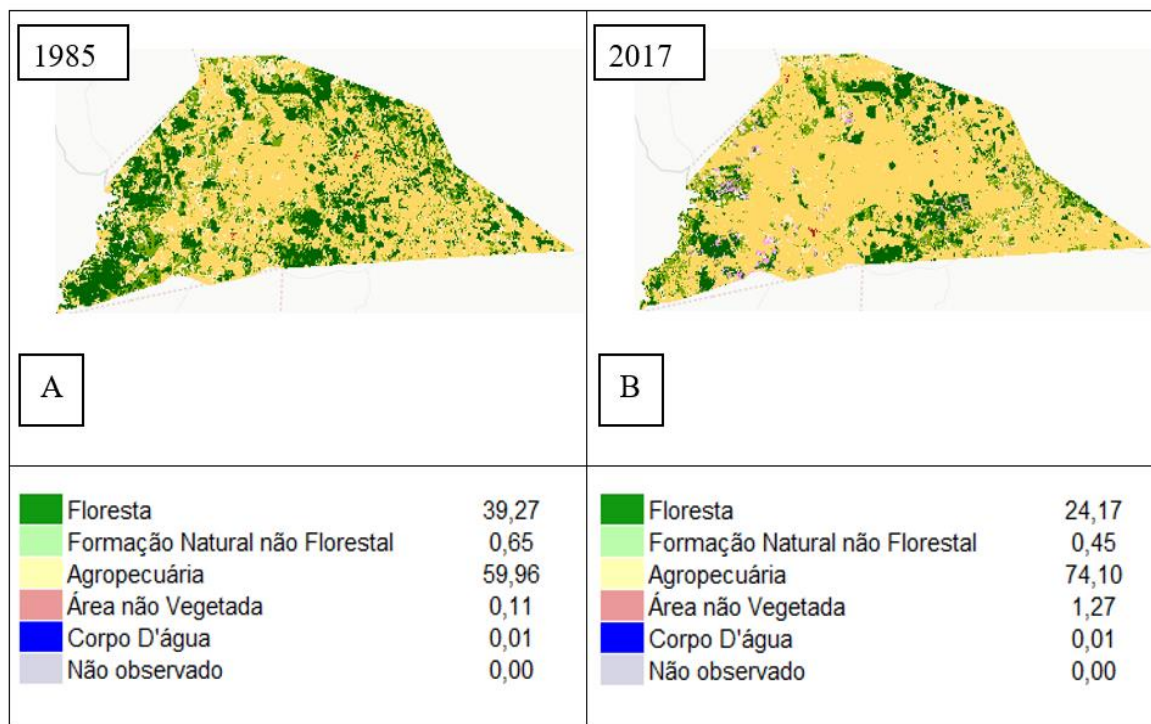 1985
2017
A
B
Floresta 39,27
Formação Natural não Florestal 0,65
Agropecuária 59,96
Área não Vegetada 0,11
Corpo D'água 0,01
Não observado 0,00
Floresta 24,17
Formação Natural não Florestal 0,45
Agropecuária 74,10
Área não Vegetada 1,27
Corpo D'água 0,01
Não observado 0,00